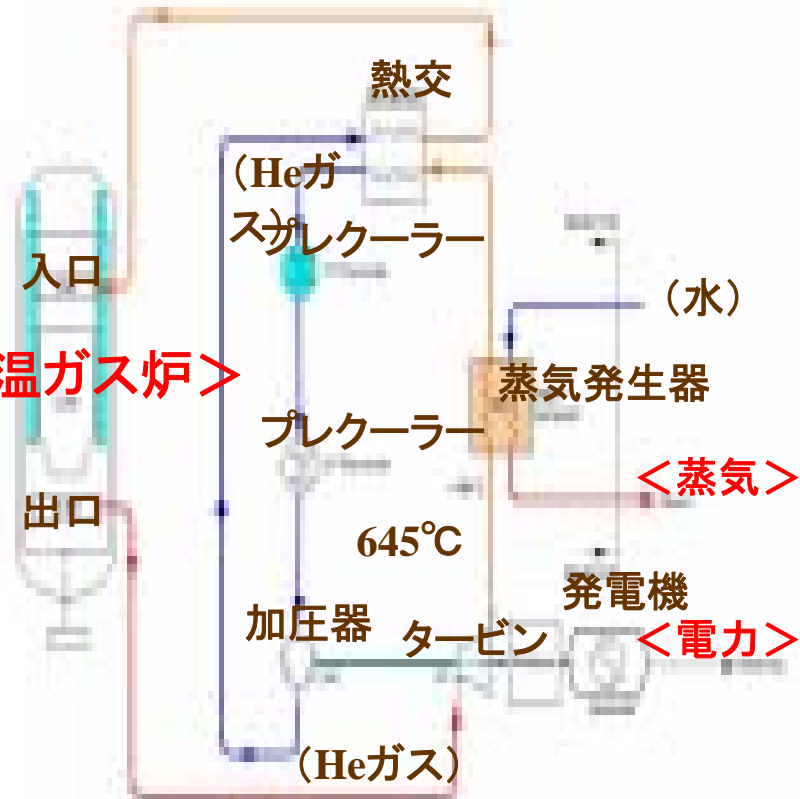 熱交
（Heガ
ス）
プレクーラー
入口
（水）
温ガス炉＞
蒸気発生器
プレクーラー
＜蒸気＞
出口
645℃
発電機
加圧器
タービン
＜電力＞
（Heガス）